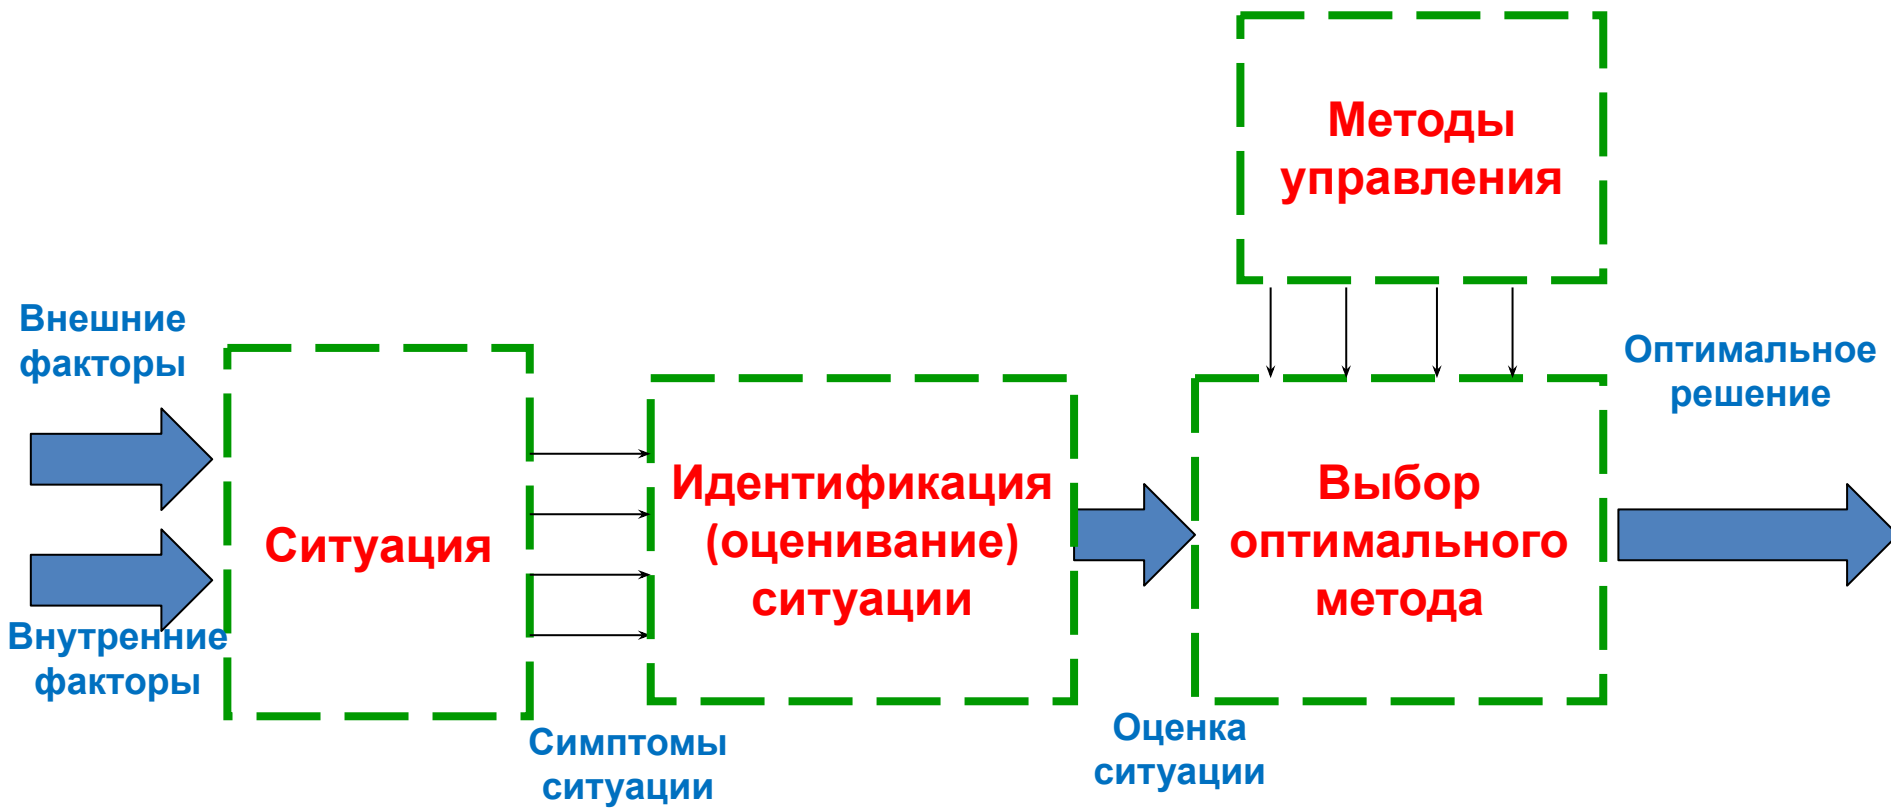 Методы
управления
Внешние
факторы
Оптимальное
решение
Ситуация
Идентификация
(оценивание)
ситуации
Выбор
оптимального
метода
Внутренние
факторы
Симптомы
ситуации
Оценка
ситуации